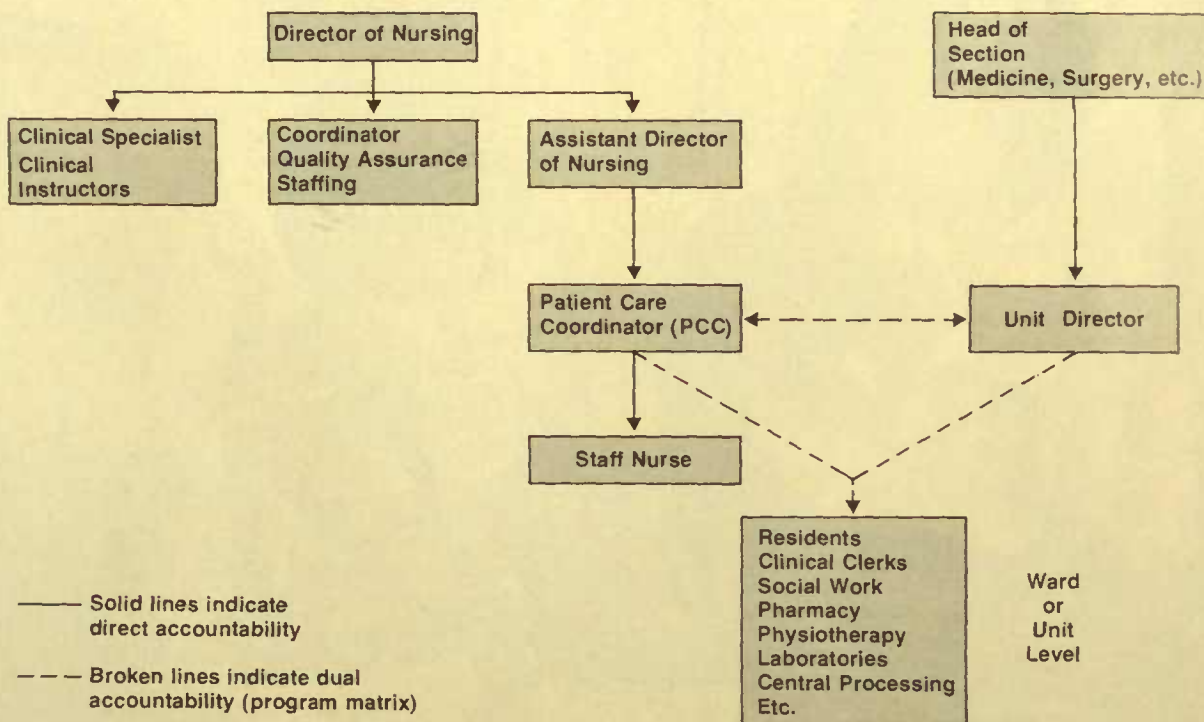 Director of Nursing
Head of
Section
(Medicine, Surgery, etc.)
Clinical Specialist
Clinical
Instructors
Coordinator
Quality Assurance
Staffing
Assistant Director
of Nursing
Patient Care
Coordinator (PCC)
Unit Director
Staff Nurse
Residents
Clinical Clerks
Social Work
Pharmacy
Physiotherapy
Laboratories
Central Processing
Etc.
Ward
or
Unit
Level
Solid lines indicate
direct accountability
Broken lines indicate dual
accountability (program matrix)